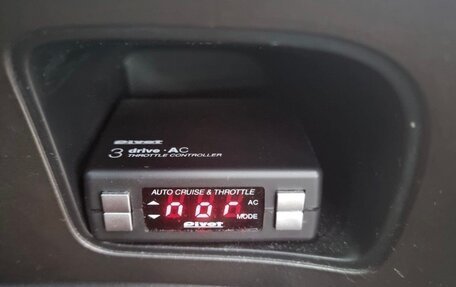 Pivot
3 drive · AC
THROTTLE CONTROLLER
AUTO CRUISE & THROTTLE
nor
AC
MODE
Pivot